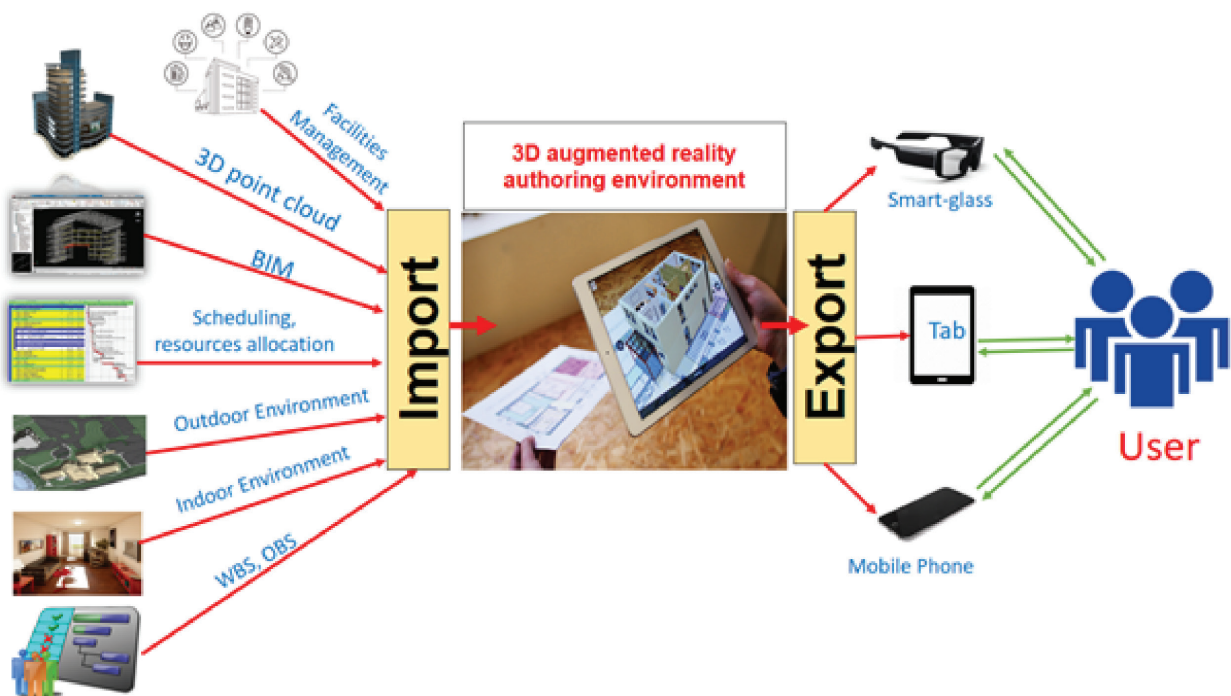 Facilities
Management
3D point cloud
BIM
Scheduling,
resources allocation
Outdoor Environment
Indoor Environment
WBS, OBS
Import
3D augmented reality
authoring environment
Export
Smart-glass
Tab
Mobile Phone
User